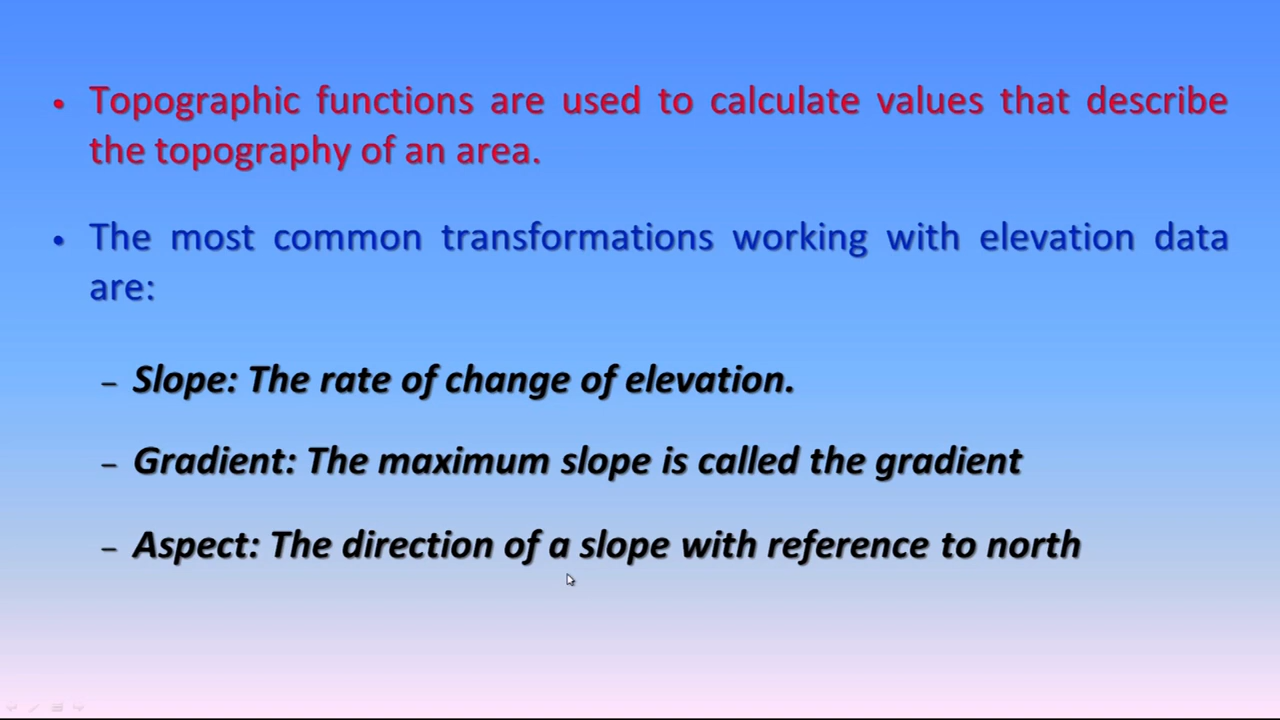 • Topographic functions are used to calculate values that describe
the topography of an area.
• The most common transformations working with elevation data
are:
– Slope: The rate of change of elevation.
– Gradient: The maximum slope is called the gradient
– Aspect: The direction of a slope with reference to north